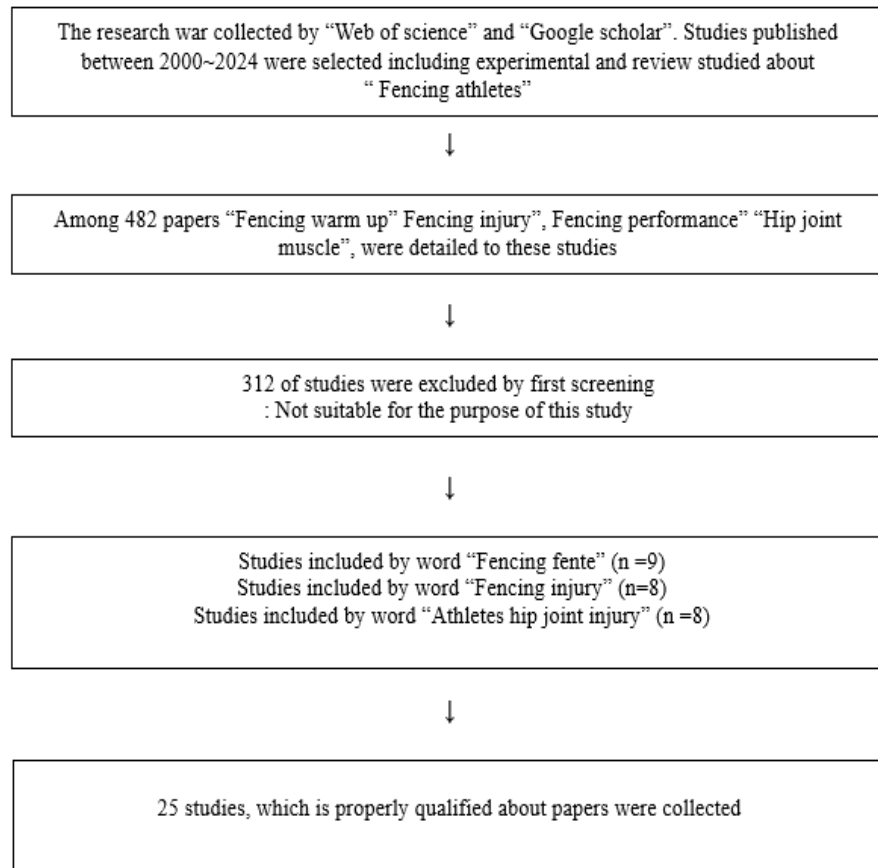 The research war collected by “Web of science” and “Google scholar”. Studies published
between 2000~2024 were selected including experimental and review studied about
“ Fencing athletes”
↓
Among 482 papers “Fencing warm up” Fencing injury”, Fencing performance” “Hip joint
muscle”, were detailed to these studies
↓
312 of studies were excluded by first screening
: Not suitable for the purpose of this study
↓
Studies included by word “Fencing fente” (n =9)
Studies included by word “Fencing injury” (n=8)
Studies included by word “Athletes hip joint injury” (n =8)
↓
25 studies, which is properly qualified about papers were collected